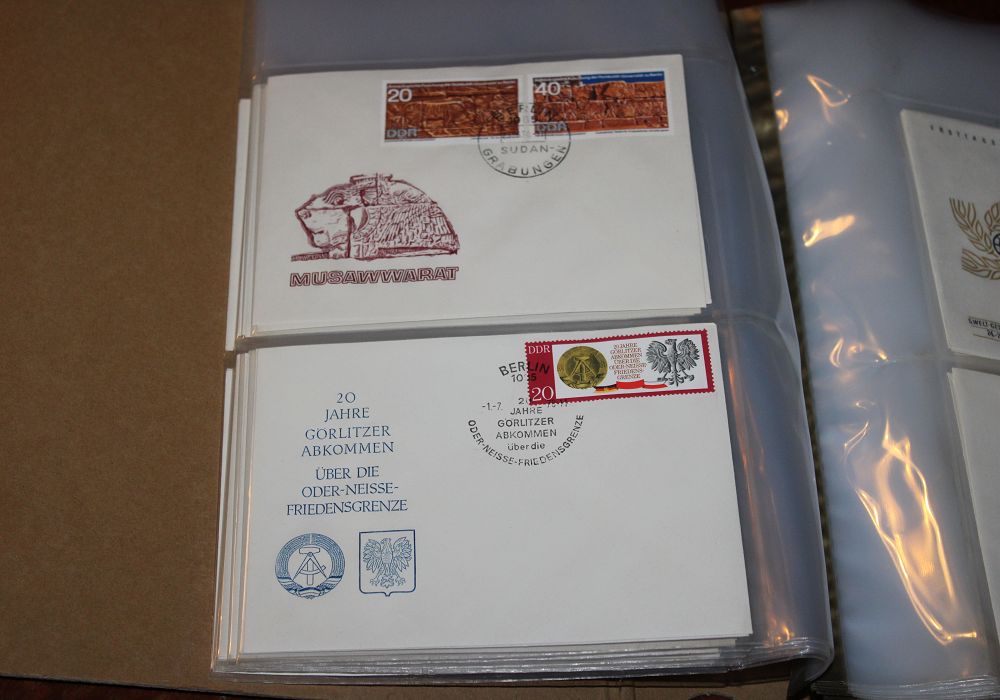 20
DDR
40
DDR
SUDAN-
GRABUNGEN
MUSAWWARAT
20
JAHRE
GÖRLITZER
ABKOMMEN
ÜBER DIE
ODER-NEISSE-
FRIEDENSGRENZE
DDR
20
20 JAHRE
GÖRLITZER
ABKOMMEN
ÜBER DIE
ODER-NEISSE
FRIEDENS-
GRENZE
BERLIN
-1.-7.
20
JAHRE
GÖRLITZER
ABKOMMEN
über die
ODER-NEISSE-FRIEDENSGRENZE